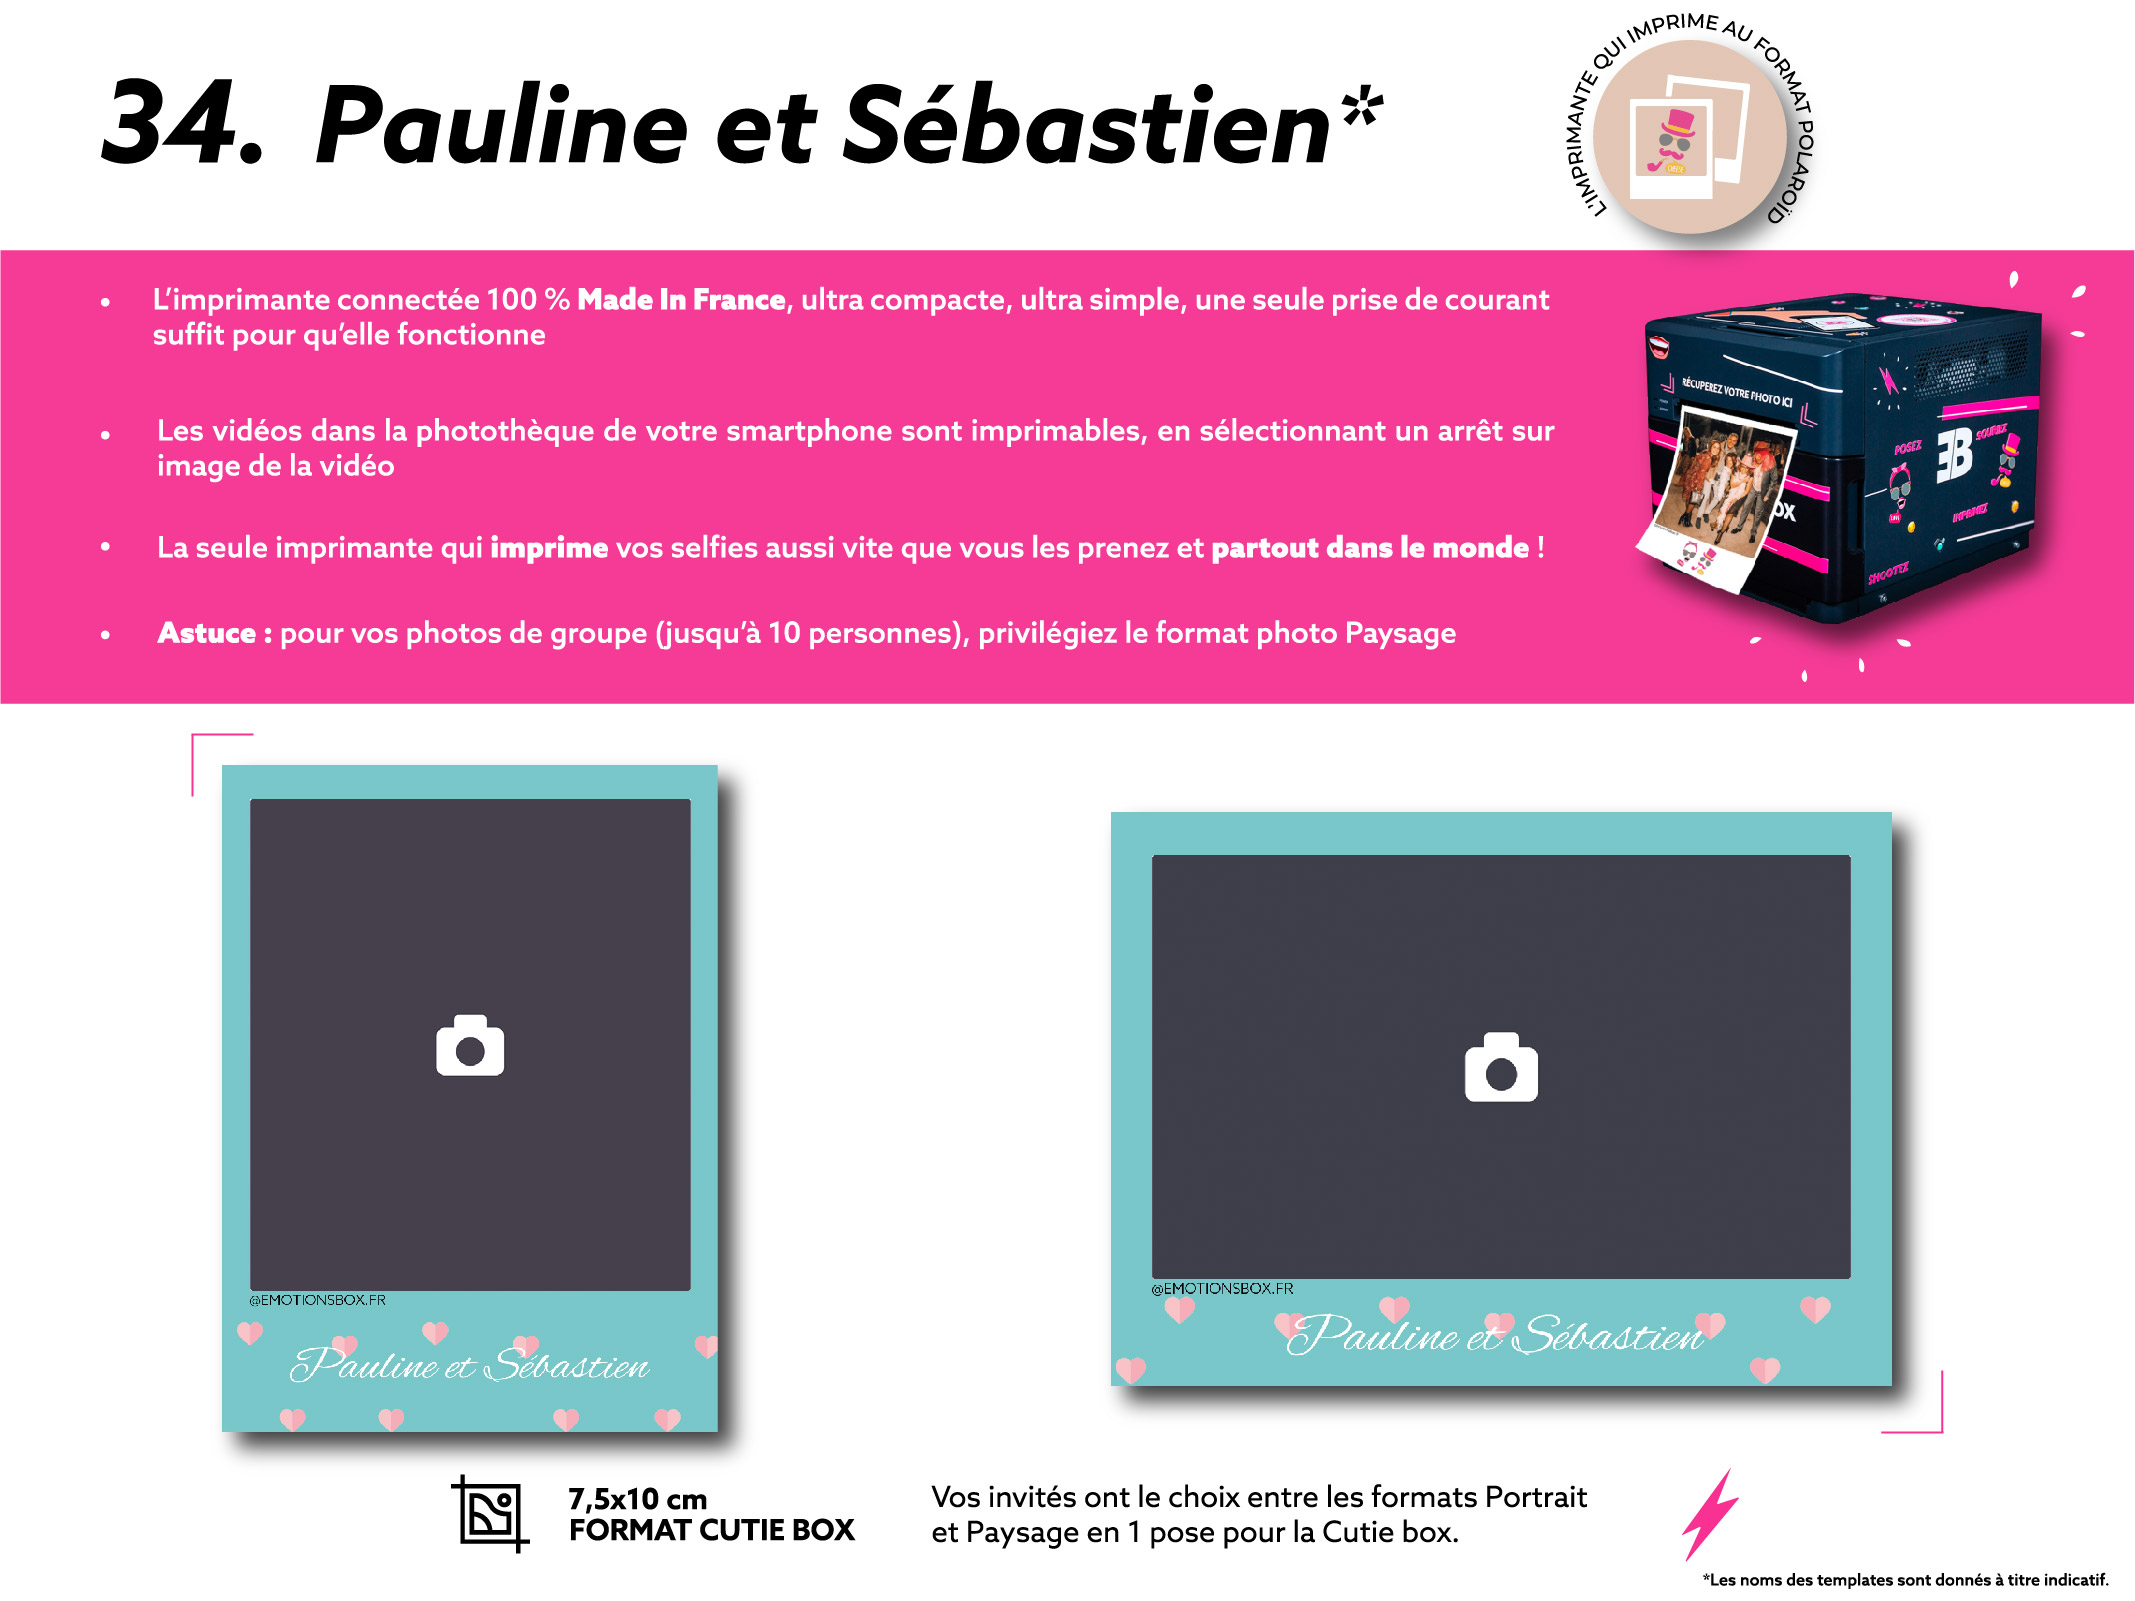 34. Pauline et Sébastien*
L'IMPRIMANTE QUI IMPRIME AU FORMAT POLAROÏD
• L'imprimante connectée 100 % Made In France, ultra compacte, ultra simple, une seule prise de courant
suffit pour qu'elle fonctionne
• Les vidéos dans la photothèque de votre smartphone sont imprimables, en sélectionnant un arrêt sur
image de la vidéo
• La seule imprimante qui imprime vos selfies aussi vite que vous les prenez et partout dans le monde !
• Astuce : pour vos photos de groupe (jusqu'à 10 personnes), privilégiez le format photo Paysage
RÉCUPEREZ VOTRE PHOTO ICI
POSEZ
EB
SOURIEZ
IMPRIMEZ
SHOOTEZ
OX
@EMOTIONSBOX.FR
Pauline et Sébastien
@EMOTIONSBOX.FR
Pauline et Sébastien
7,5x10 cm
FORMAT CUTIE BOX
Vos invités ont le choix entre les formats Portrait
et Paysage en 1 pose pour la Cutie box.
*Les noms des templates sont donnés à titre indicatif.